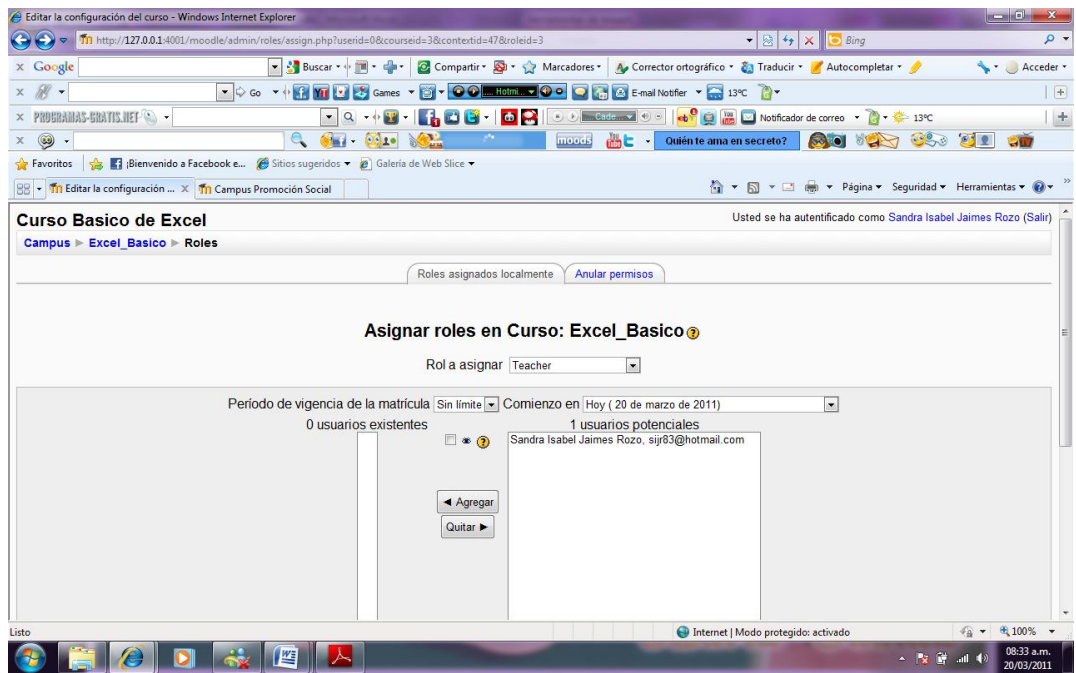 Editar la configuración del curso - Windows Internet Explorer
http://127.0.0.1:4001/moodle/admin/roles/assign.php?userid=0&courseid=3&contextid=47&roleid=3 Bing
x Google Buscar Compartir Marcadores Corrector ortográfico Traducir Autocompletar Acceder
x Go Games Hotmi... E-mail Notifier 13°C
x PROGRAMAS-GRATIS.NET Notificador de correo 13°C
x moods Quién te ama en secreto?
Favoritos ¡Bienvenido a Facebook e... Sitios sugeridos Galería de Web Slice
Editar la configuración ... x Campus Promoción Social Página Seguridad Herramientas
Curso Basico de Excel Usted se ha autentificado como Sandra Isabel Jaimes Rozo (Salir)
Campus ► Excel_Basico ► Roles
Roles asignados localmente Anular permisos
Asignar roles en Curso: Excel_Basico
Rol a asignar Teacher
Período de vigencia de la matrícula Sin límite Comienzo en Hoy ( 20 de marzo de 2011)
0 usuarios existentes 1 usuarios potenciales
Sandra Isabel Jaimes Rozo, sijr83@hotmail.com
◄ Agregar
Quitar ►
Listo Internet | Modo protegido: activado 100%
08:33 a.m.
20/03/2011